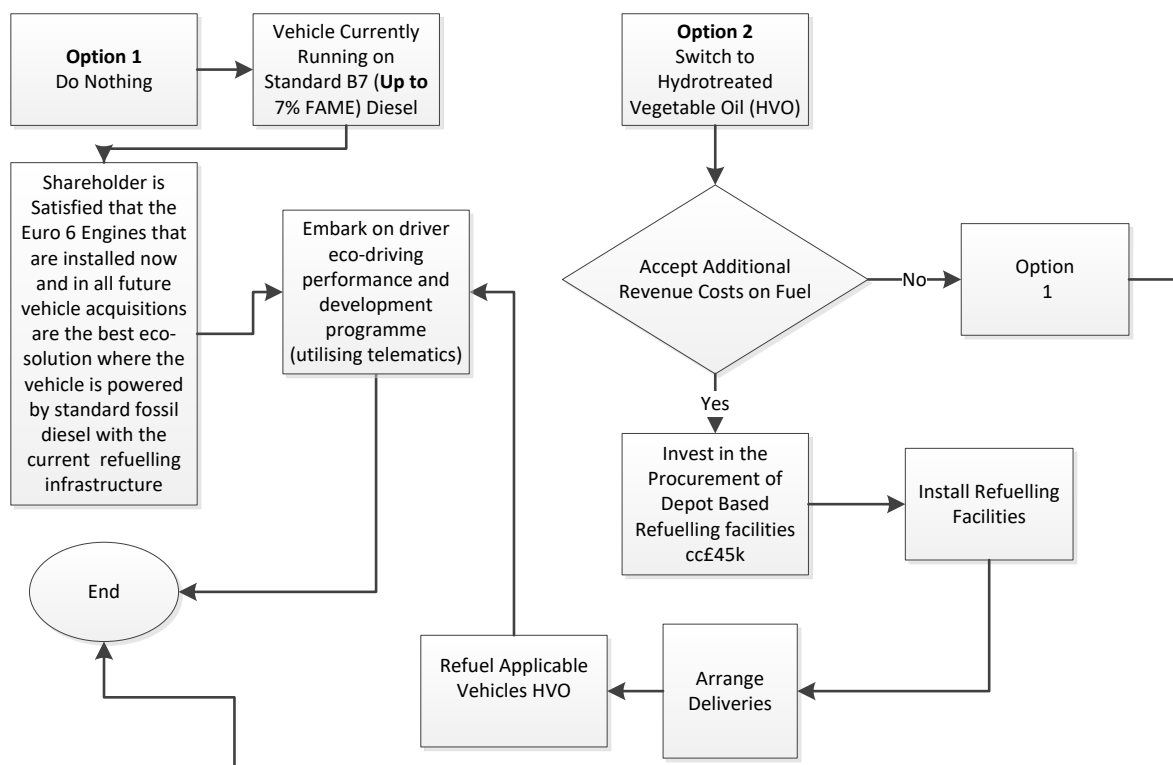 Option 1
Do Nothing
Vehicle Currently
Running on
Standard B7 (Up to
7% FAME) Diesel
Shareholder is
Satisfied that the
Euro 6 Engines that
are installed now
and in all future
vehicle acquisitions
are the best eco-
solution where the
vehicle is powered
by standard fossil
diesel with the
current refuelling
infrastructure
Embark on driver
eco-driving
performance and
development
programme
(utilising telematics)
End
Option 2
Switch to
Hydrotreated
Vegetable Oil (HVO)
Accept Additional
Revenue Costs on Fuel
No
Option
1
Yes
Invest in the
Procurement of
Depot Based
Refuelling facilities
cc£45k
Install Refuelling
Facilities
Arrange
Deliveries
Refuel Applicable
Vehicles HVO